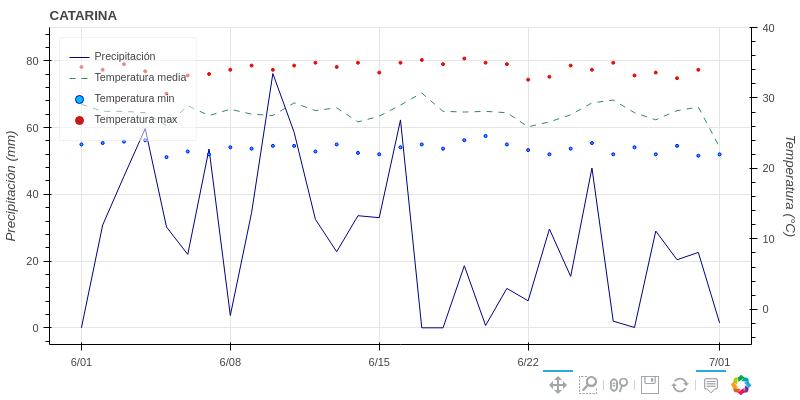 CATARINA
Precipitación
Temperatura media
Temperatura min
Temperatura max
Precipitación (mm)
80
60
40
20
0
Temperatura (°C)
40
30
20
10
0
6/01
6/08
6/15
6/22
7/01